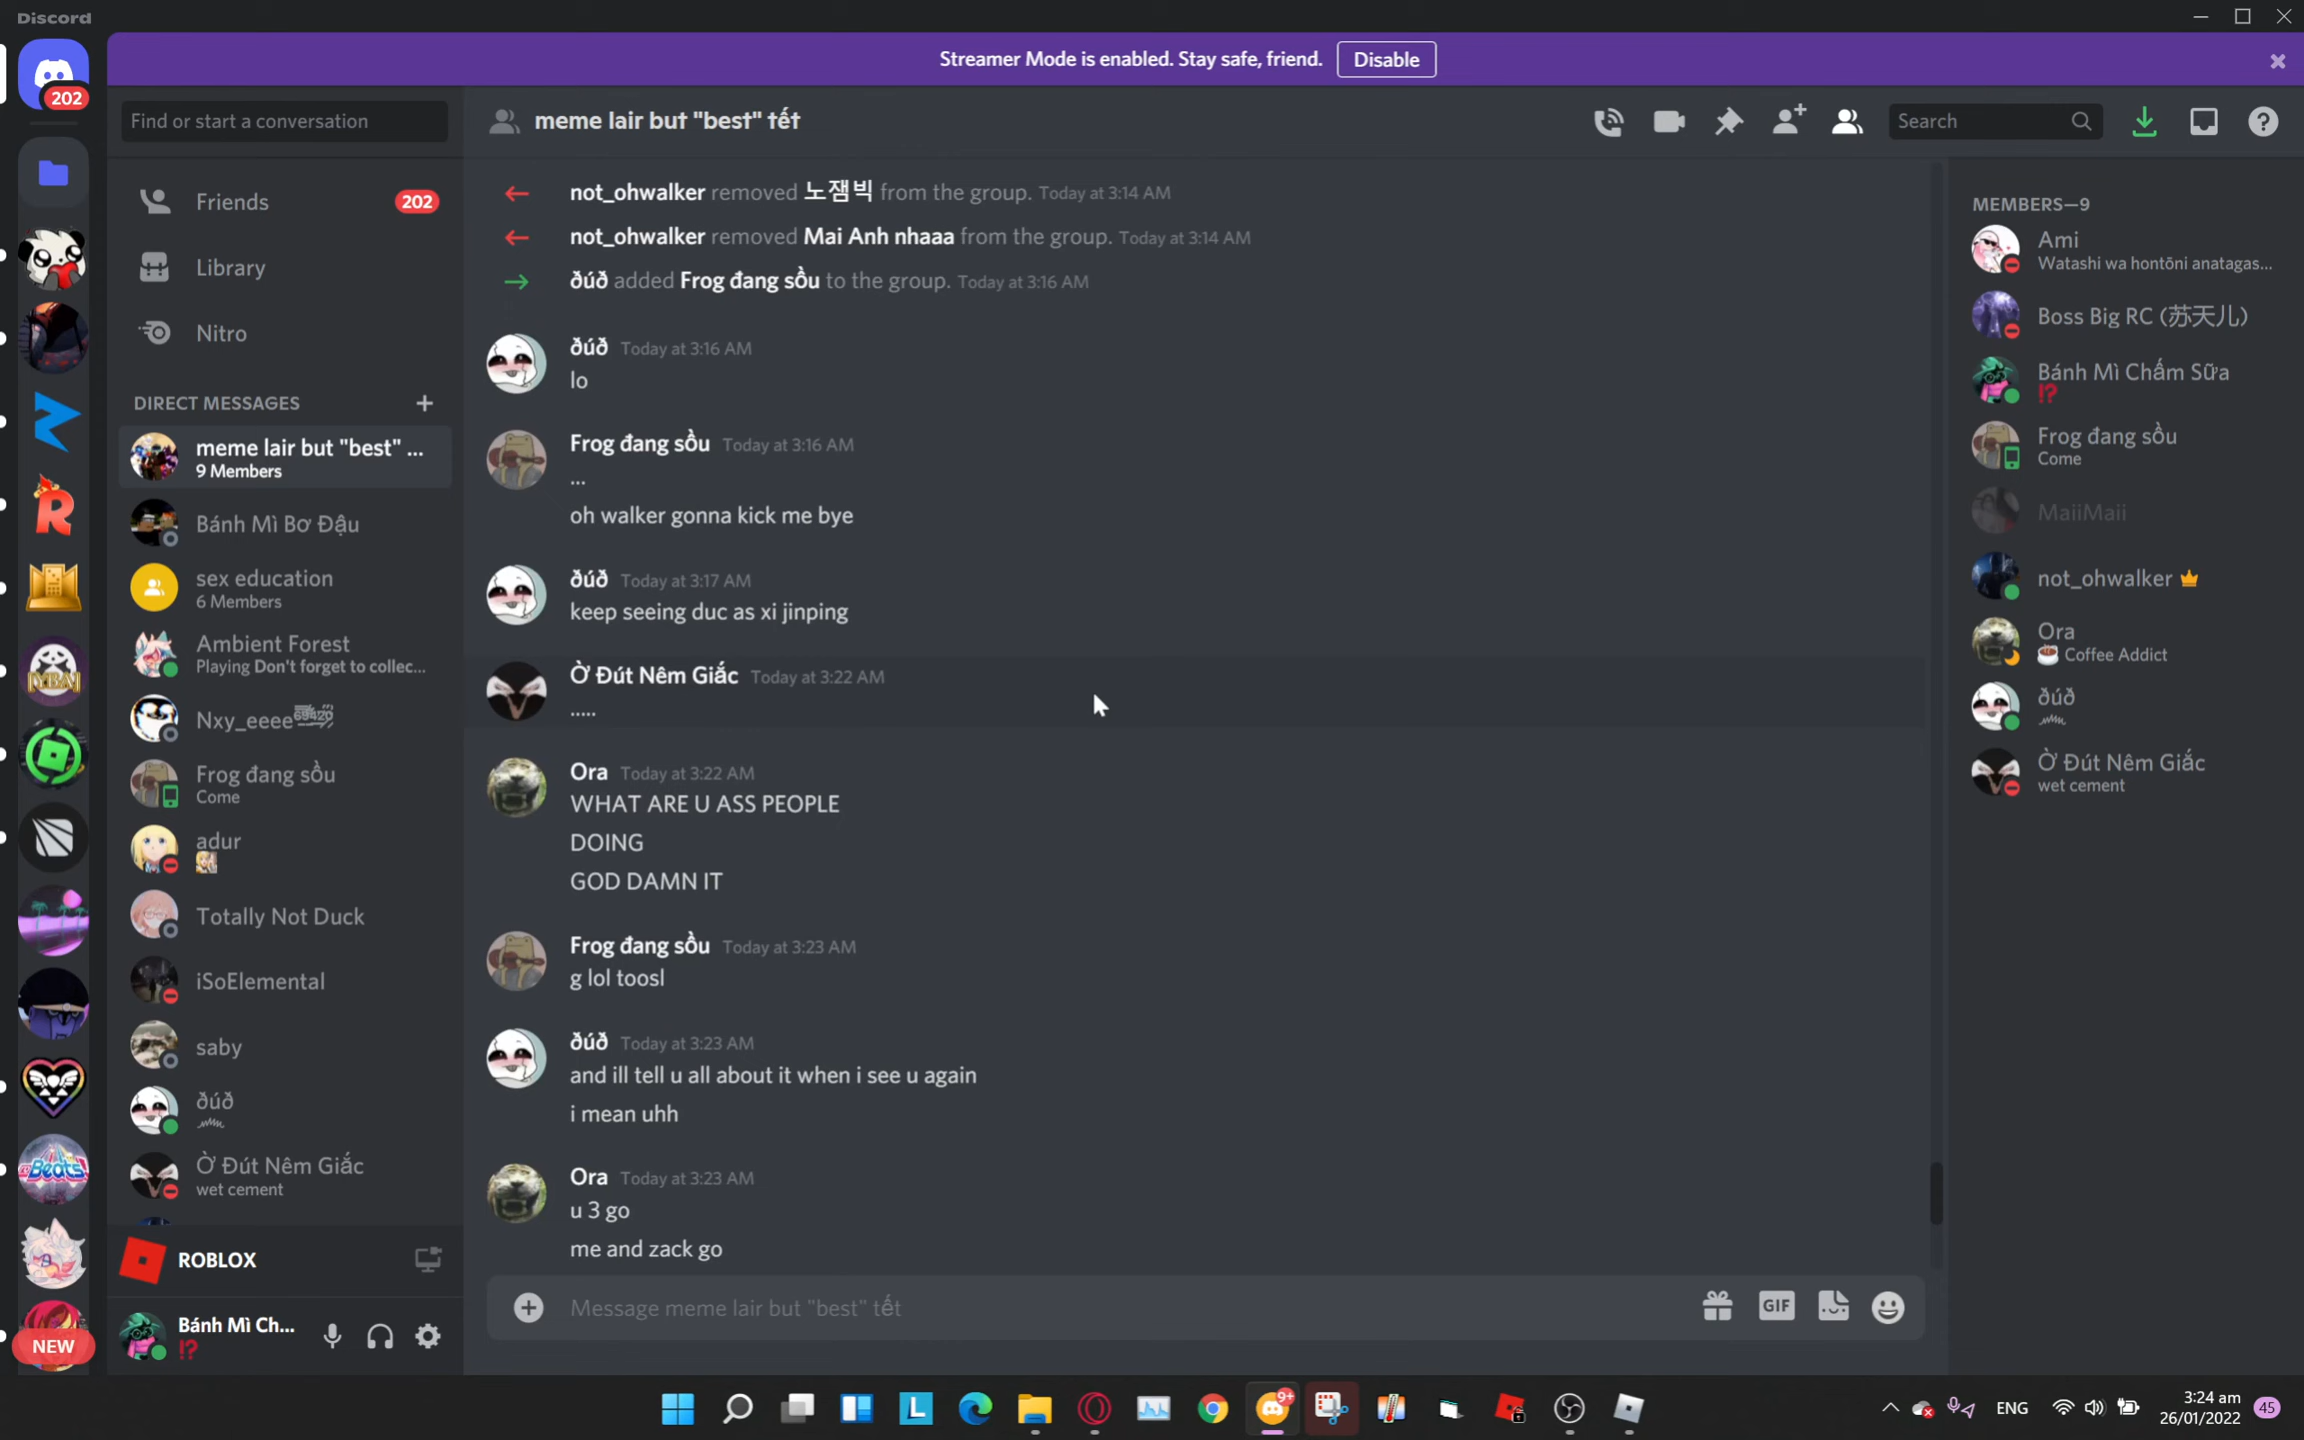 Discord
Streamer Mode is enabled. Stay safe, friend. Disable
202
Find or start a conversation
Friends 202
Library
Nitro
DIRECT MESSAGES
meme lair but "best" ...
9 Members
Bánh Mì Bơ Đậu
sex education
6 Members
Ambient Forest
Playing Don't forget to collec...
Nxy_eeee
Frog đang sồu
Come
adur
Totally Not Duck
iSoElemental
saby
ðúð
Ờ Đút Nêm Giắc
wet cement
ROBLOX
Bánh Mì Ch...
⁉
NEW
meme lair but "best" tết
Search
not_ohwalker removed 노잼빅 from the group. Today at 3:14 AM
not_ohwalker removed Mai Anh nhaaa from the group. Today at 3:14 AM
ðúð added Frog đang sồu to the group. Today at 3:16 AM
ðúð Today at 3:16 AM
lo
Frog đang sồu Today at 3:16 AM
...
oh walker gonna kick me bye
ðúð Today at 3:17 AM
keep seeing duc as xi jinping
Ờ Đút Nêm Giắc Today at 3:22 AM
.....
Ora Today at 3:22 AM
WHAT ARE U ASS PEOPLE
DOING
GOD DAMN IT
Frog đang sồu Today at 3:23 AM
g lol toosl
ðúð Today at 3:23 AM
and ill tell u all about it when i see u again
i mean uhh
Ora Today at 3:23 AM
u 3 go
me and zack go
Message meme lair but "best" tết
GIF
MEMBERS—9
Ami
Watashi wa hontōni anatagas...
Boss Big RC (苏天儿)
Bánh Mì Chấm Sữa
⁉
Frog đang sồu
Come
MaiiMaii
not_ohwalker
Ora
Coffee Addict
ðúð
Ờ Đút Nêm Giắc
wet cement
9+
ENG
3:24 am
26/01/2022
45